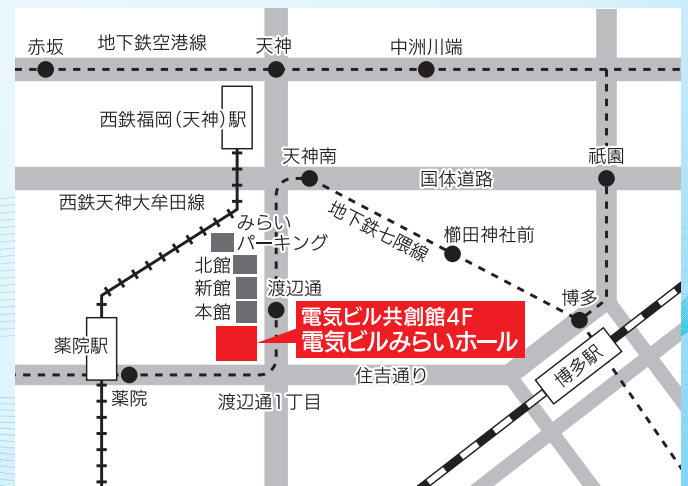 地下鉄空港線
赤坂
天神
中洲川端
西鉄福岡(天神)駅
天神南
国体道路
祇園
西鉄天神大牟田線
地下鉄七隈線
みらい
パーキング
櫛田神社前
北館
新館
渡辺通
博多
本館
電気ビル共創館4F
電気ビルみらいホール
薬院駅
博多駅
住吉通り
薬院
渡辺通1丁目